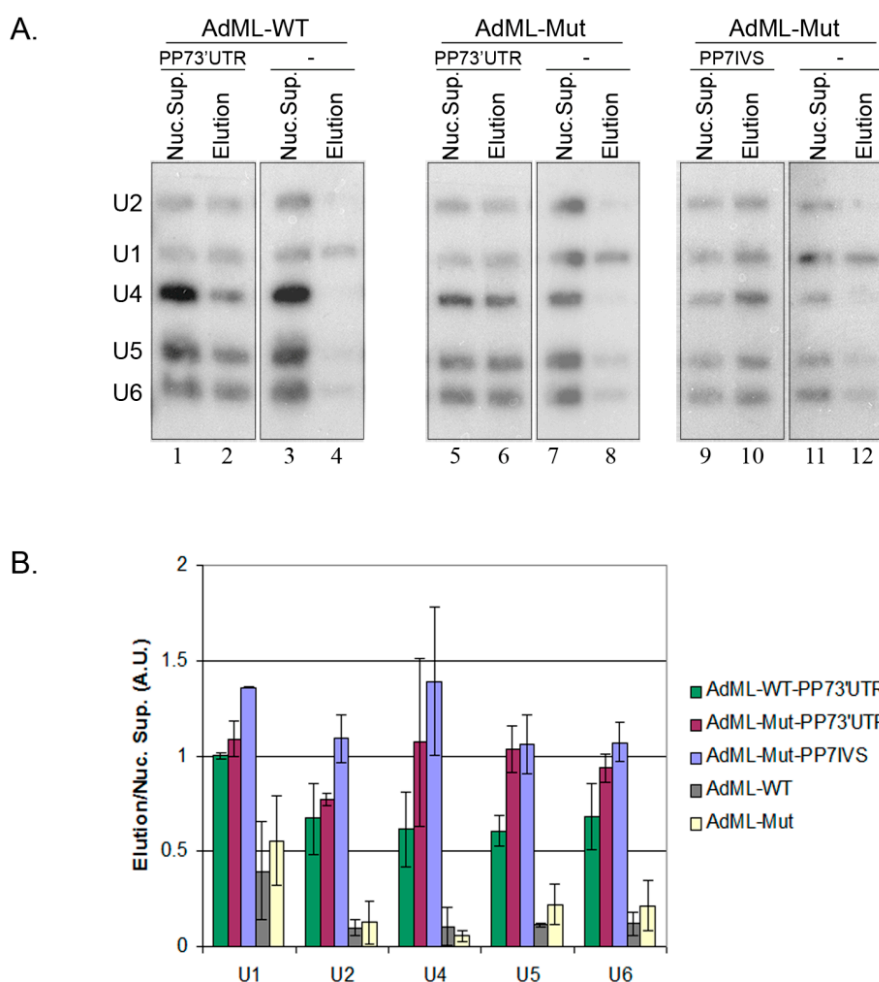 A.
AdML-WT AdML-Mut AdML-Mut
PP73'UTR - PP73'UTR - PP7IVS -
Nuc.Sup. Elution Nuc.Sup. Elution Nuc.Sup. Elution Nuc.Sup. Elution Nuc.Sup. Elution Nuc.Sup. Elution
U2
U1
U4
U5
U6
1 2 3 4 5 6 7 8 9 10 11 12
B.
Elution/Nuc. Sup. (A.U.)
2
1.5
1
0.5
0
U1 U2 U4 U5 U6
AdML-WT-PP73'UTR
AdML-Mut-PP73'UTR
AdML-Mut-PP7IVS
AdML-WT
AdML-Mut